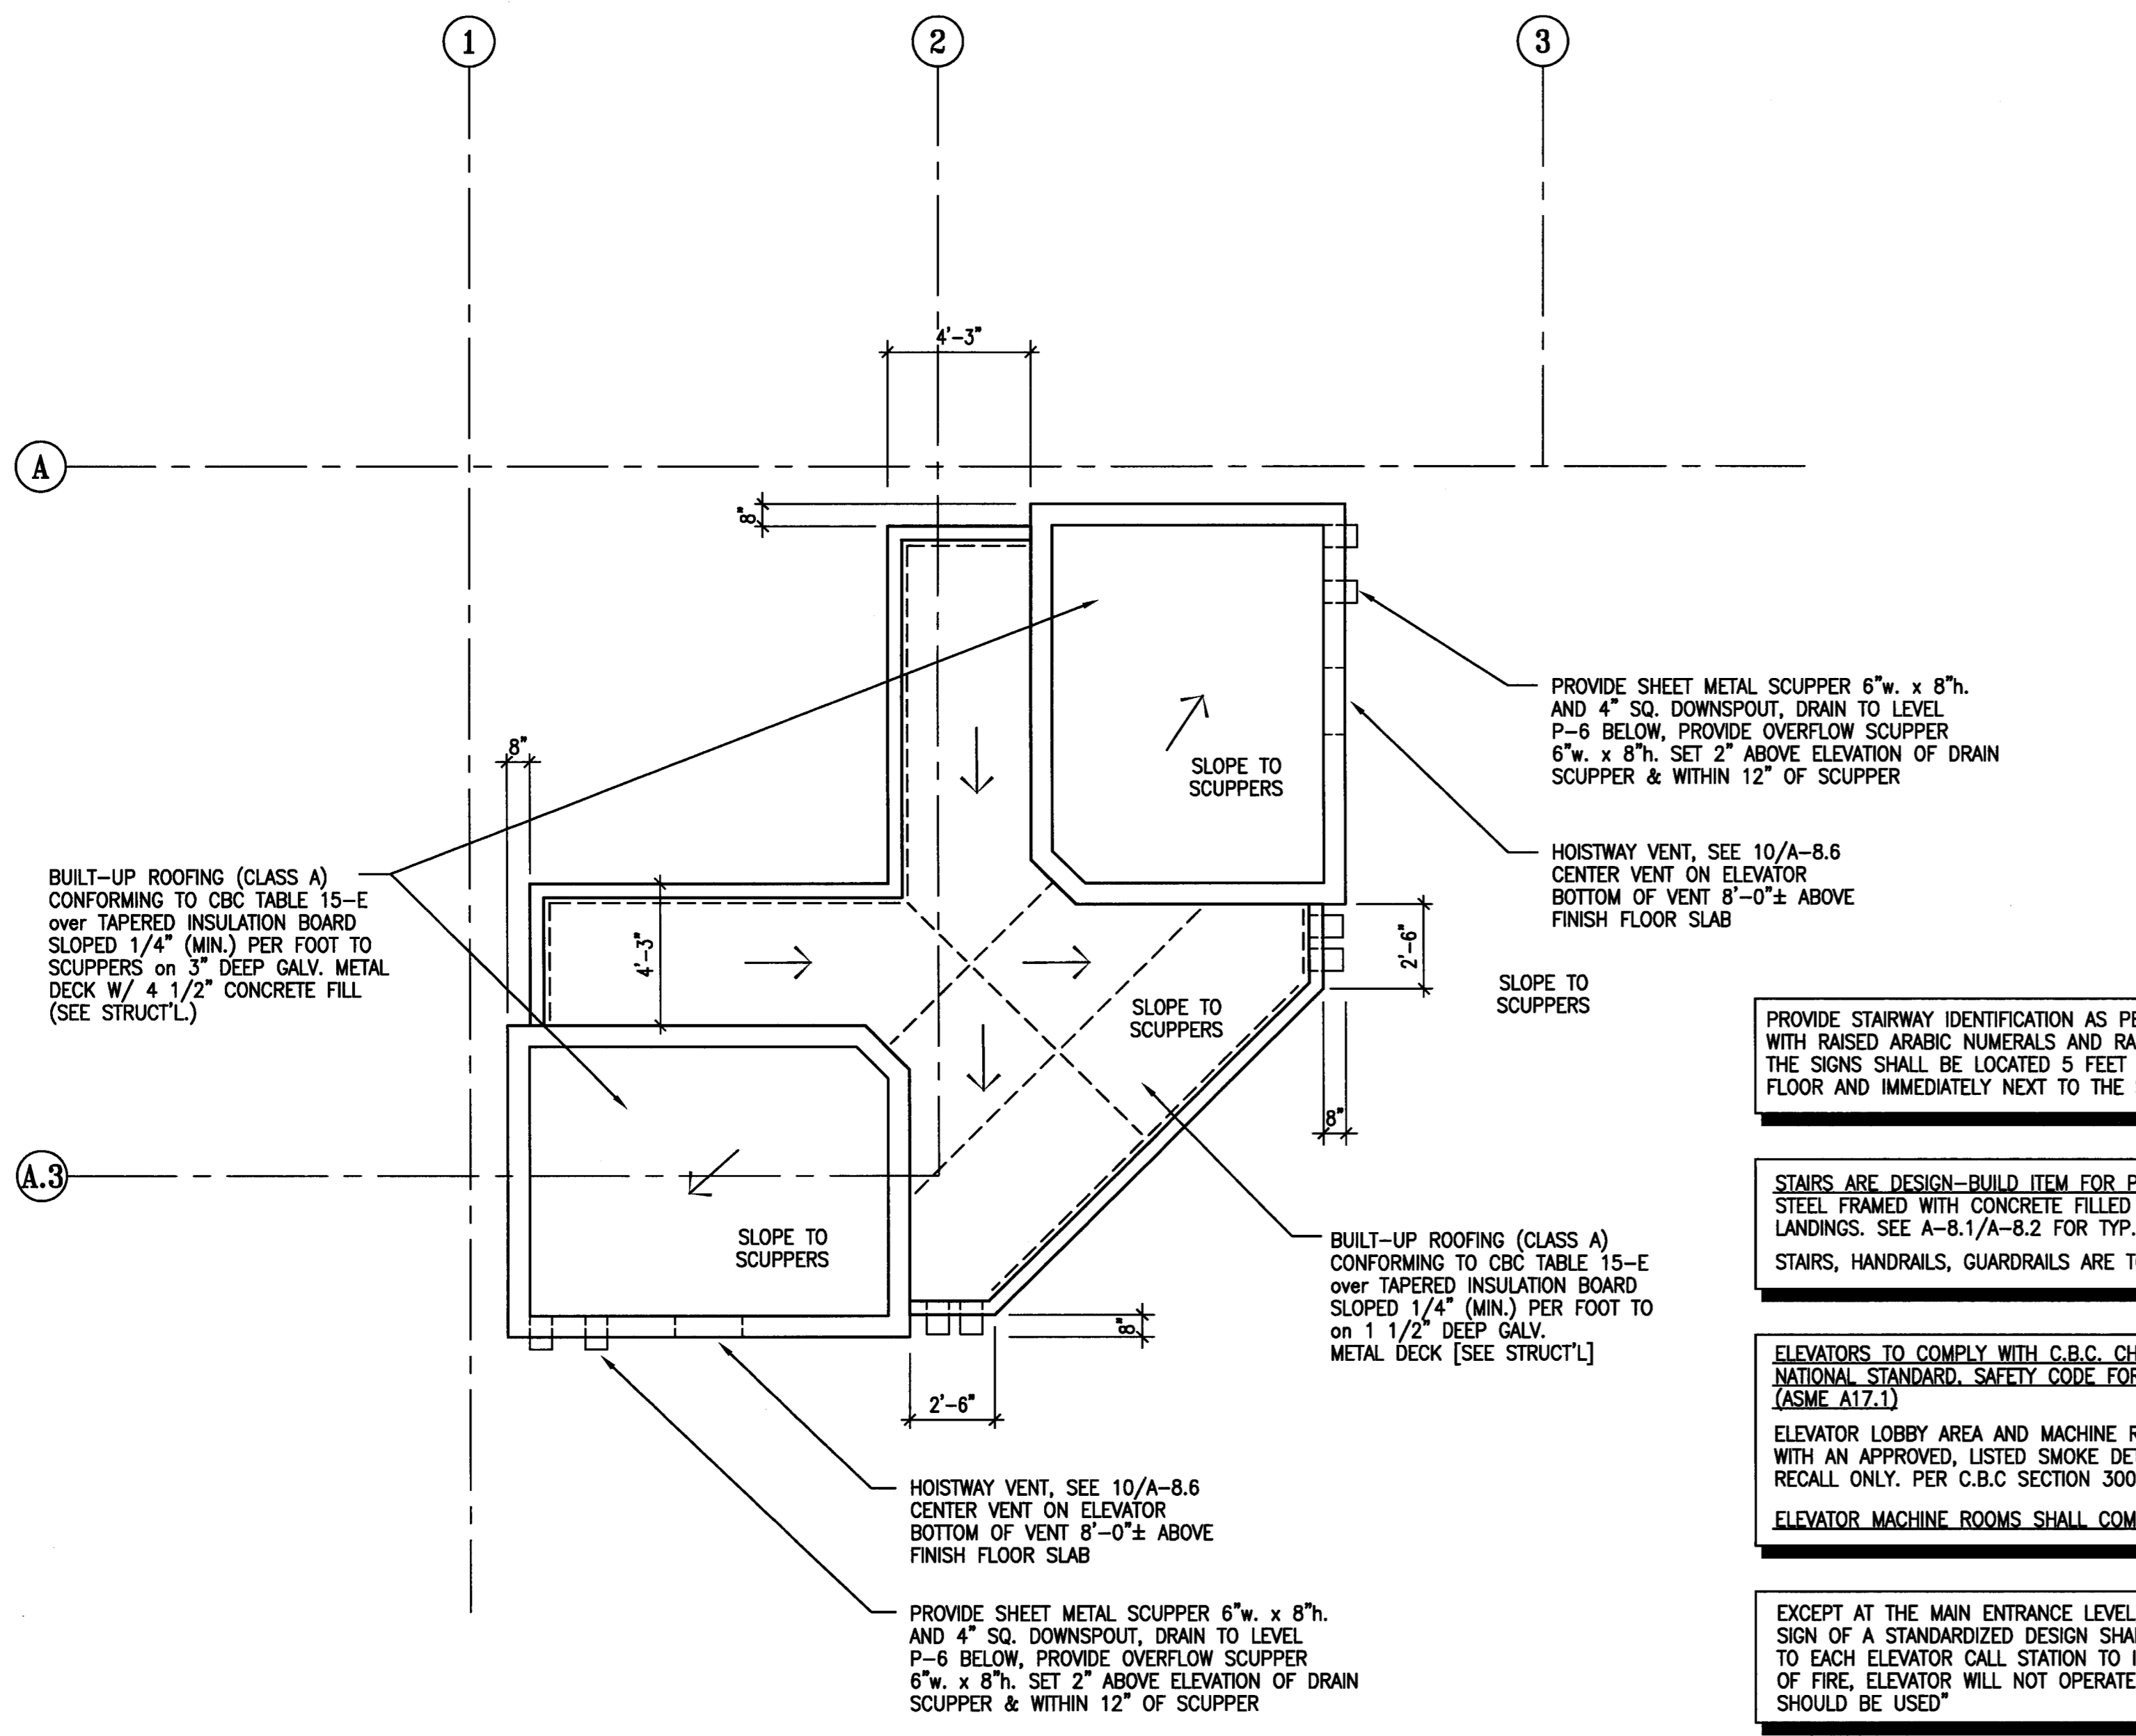 1
2
3
4'-3"
A
8"
PROVIDE SHEET METAL SCUPPER 6"w. x 8"h.
AND 4" SQ. DOWNSPOUT, DRAIN TO LEVEL
P-6 BELOW, PROVIDE OVERFLOW SCUPPER
6"w. x 8"h. SET 2" ABOVE ELEVATION OF DRAIN
SCUPPER & WITHIN 12" OF SCUPPER
SLOPE TO
SCUPPERS
8"
HOISTWAY VENT, SEE 10/A-8.6
CENTER VENT ON ELEVATOR
BOTTOM OF VENT 8'-0"± ABOVE
FINISH FLOOR SLAB
BUILT-UP ROOFING (CLASS A)
CONFORMING TO CBC TABLE 15-E
over TAPERED INSULATION BOARD
SLOPED 1/4" (MIN.) PER FOOT TO
SCUPPERS on 3" DEEP GALV. METAL
DECK W/ 4 1/2" CONCRETE FILL
(SEE STRUCT'L.)
4'-3"
2'-6"
SLOPE TO
SCUPPERS
SLOPE TO
SCUPPERS
8"
A.3
SLOPE TO
SCUPPERS
BUILT-UP ROOFING (CLASS A)
CONFORMING TO CBC TABLE 15-E
over TAPERED INSULATION BOARD
SLOPED 1/4" (MIN.) PER FOOT TO
on 1 1/2" DEEP GALV.
METAL DECK [SEE STRUCT'L]
8"
2'-6"
HOISTWAY VENT, SEE 10/A-8.6
CENTER VENT ON ELEVATOR
BOTTOM OF VENT 8'-0"± ABOVE
FINISH FLOOR SLAB
PROVIDE SHEET METAL SCUPPER 6"w. x 8"h.
AND 4" SQ. DOWNSPOUT, DRAIN TO LEVEL
P-6 BELOW, PROVIDE OVERFLOW SCUPPER
6"w. x 8"h. SET 2" ABOVE ELEVATION OF DRAIN
SCUPPER & WITHIN 12" OF SCUPPER
PROVIDE STAIRWAY IDENTIFICATION AS
WITH RAISED ARABIC NUMERALS AND
THE SIGNS SHALL BE LOCATED 5 FEET
FLOOR AND IMMEDIATELY NEXT TO THE
STAIRS ARE DESIGN-BUILD ITEM FOR
STEEL FRAMED WITH CONCRETE FILLED
LANDINGS. SEE A-8.1/A-8.2 FOR TYP.
STAIRS, HANDRAILS, GUARDRAILS ARE
ELEVATORS TO COMPLY WITH C.B.C.
NATIONAL STANDARD, SAFETY CODE FOR
(ASME A17.1)
ELEVATOR LOBBY AREA AND MACHINE
WITH AN APPROVED, LISTED SMOKE
RECALL ONLY. PER C.B.C SECTION 300
ELEVATOR MACHINE ROOMS SHALL
EXCEPT AT THE MAIN ENTRANCE LEVEL
SIGN OF A STANDARDIZED DESIGN
TO EACH ELEVATOR CALL STATION TO
OF FIRE, ELEVATOR WILL NOT OPERATE
SHOULD BE USED"